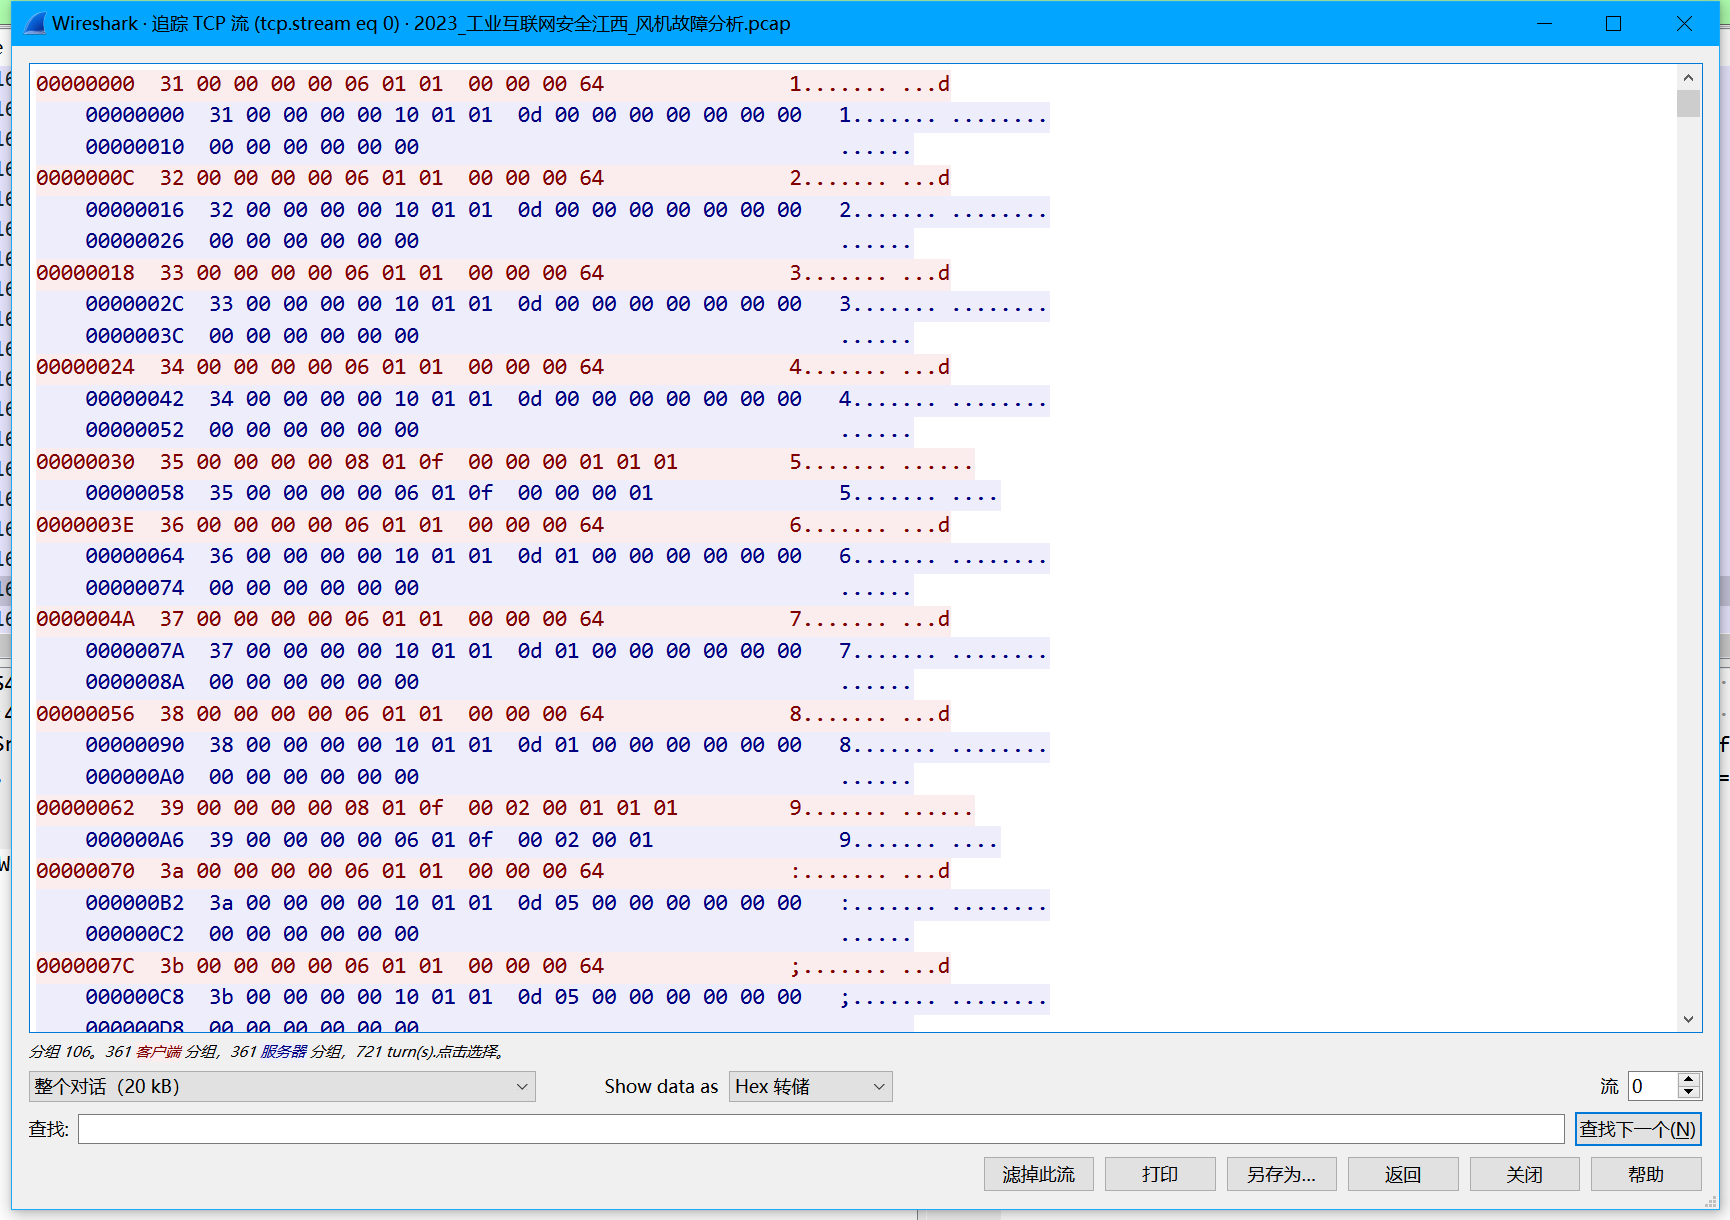 Wireshark · 追踪 TCP 流 (tcp.stream eq 0) · 2023_工业互联网安全江西_风机故障分析.pcap
00000000  31 00 00 00 00 06 01 01  00 00 00 64               1....... ...d
00000000  31 00 00 00 00 10 01 01  0d 00 00 00 00 00 00 00   1....... ........
00000010  00 00 00 00 00 00                                  ......
0000000C  32 00 00 00 00 06 01 01  00 00 00 64               2....... ...d
00000016  32 00 00 00 00 10 01 01  0d 00 00 00 00 00 00 00   2....... ........
00000026  00 00 00 00 00 00                                  ......
00000018  33 00 00 00 00 06 01 01  00 00 00 64               3....... ...d
0000002C  33 00 00 00 00 10 01 01  0d 00 00 00 00 00 00 00   3....... ........
0000003C  00 00 00 00 00 00                                  ......
00000024  34 00 00 00 00 06 01 01  00 00 00 64               4....... ...d
00000042  34 00 00 00 00 10 01 01  0d 00 00 00 00 00 00 00   4....... ........
00000052  00 00 00 00 00 00                                  ......
00000030  35 00 00 00 00 08 01 0f  00 00 00 01 01 01         5....... ......
00000058  35 00 00 00 00 06 01 0f  00 00 00 01               5....... ....
0000003E  36 00 00 00 00 06 01 01  00 00 00 64               6....... ...d
00000064  36 00 00 00 00 10 01 01  0d 01 00 00 00 00 00 00   6....... ........
00000074  00 00 00 00 00 00                                  ......
0000004A  37 00 00 00 00 06 01 01  00 00 00 64               7....... ...d
0000007A  37 00 00 00 00 10 01 01  0d 01 00 00 00 00 00 00   7....... ........
0000008A  00 00 00 00 00 00                                  ......
00000056  38 00 00 00 00 06 01 01  00 00 00 64               8....... ...d
00000090  38 00 00 00 00 10 01 01  0d 01 00 00 00 00 00 00   8....... ........
000000A0  00 00 00 00 00 00                                  ......
00000062  39 00 00 00 00 08 01 0f  00 02 00 01 01 01         9....... ......
000000A6  39 00 00 00 00 06 01 0f  00 02 00 01               9....... ....
00000070  3a 00 00 00 00 06 01 01  00 00 00 64               :....... ...d
000000B2  3a 00 00 00 00 10 01 01  0d 05 00 00 00 00 00 00   :....... ........
000000C2  00 00 00 00 00 00                                  ......
0000007C  3b 00 00 00 00 06 01 01  00 00 00 64               ;....... ...d
000000C8  3b 00 00 00 00 10 01 01  0d 05 00 00 00 00 00 00   ;....... ........
000000D8  00 00 00 00 00 00
分组 106。361 客户端 分组，361 服务器 分组，721 turn(s).点击选择。
整个对话（20 kB） Show data as Hex 转储 流 0
查找: 查找下一个(N)
滤掉此流 打印 另存为... 返回 关闭 帮助